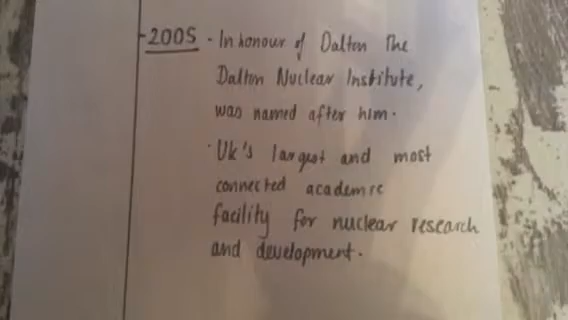 2005 · In honour of Dalton The
Dalton Nuclear Institute,
was named after him.
· Uk's largest and most
connected academic
facility for nuclear research
and development.